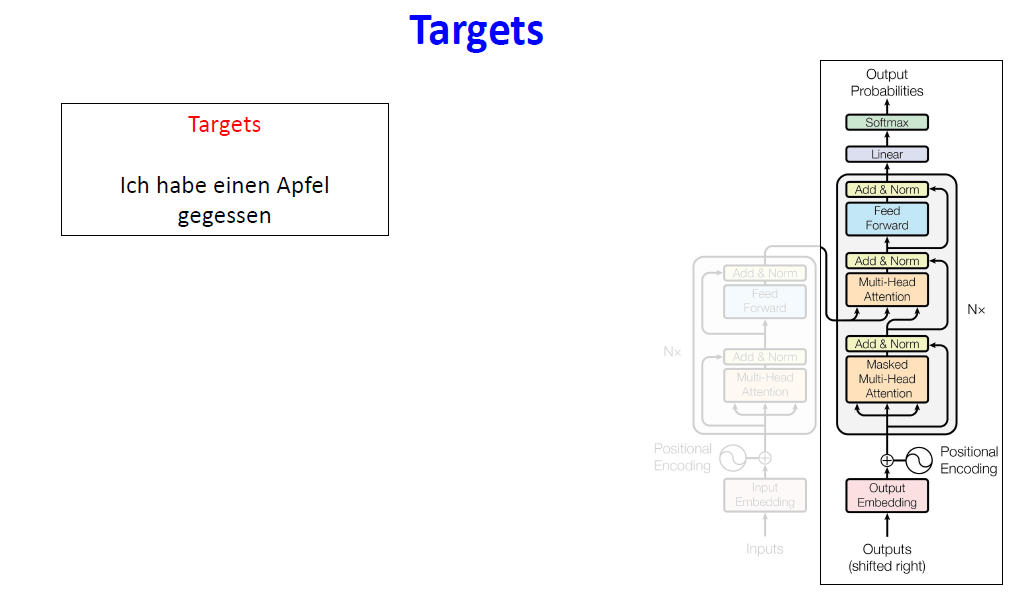 Targets
Targets
Ich habe einen Apfel
gegessen
Output
Probabilities
Softmax
Linear
Add & Norm
Feed
Forward
Add & Norm
Multi-Head
Attention
Add & Norm
Masked
Multi-Head
Attention
N×
Positional
Encoding
Output
Embedding
Outputs
(shifted right)
Add & Norm
Feed
Forward
Add & Norm
Multi-Head
Attention
N×
Positional
Encoding
Input
Embedding
Inputs